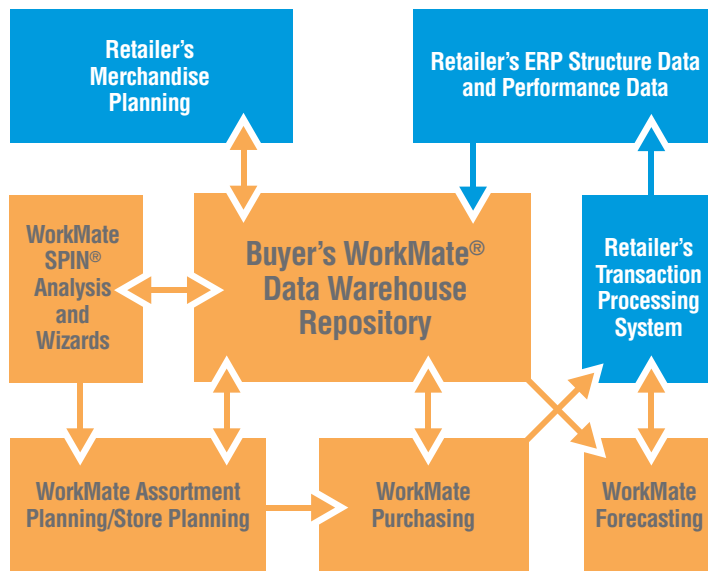 Retailer's
Merchandise
Planning
Retailer's ERP Structure Data
and Performance Data
WorkMate
SPIN®
Analysis
and
Wizards
Buyer's WorkMate®
Data Warehouse
Repository
Retailer's
Transaction
Processing
System
WorkMate Assortment
Planning/Store Planning
WorkMate
Purchasing
WorkMate
Forecasting